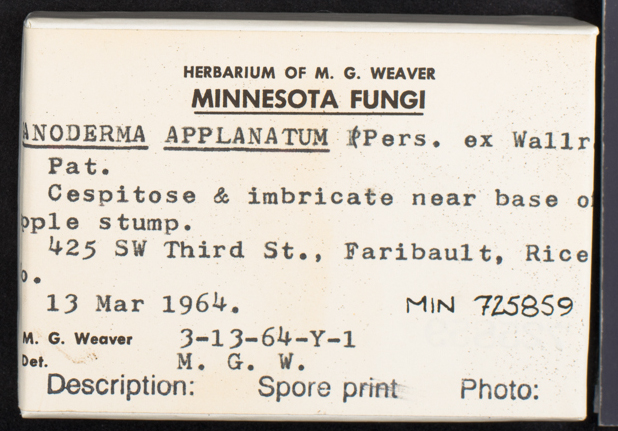 HERBARIUM OF M. G. WEAVER
MINNESOTA FUNGI
ANODERMA APPLANATUM (Pers. ex Wallr.
Pat.
Cespitose & imbricate near base of
pple stump.
425 SW Third St., Faribault, Rice
o.
13 Mar 1964. MIN 725859
M. G. Weaver 3-13-64-Y-1
Det. M. G. W.
Description: Spore print Photo: